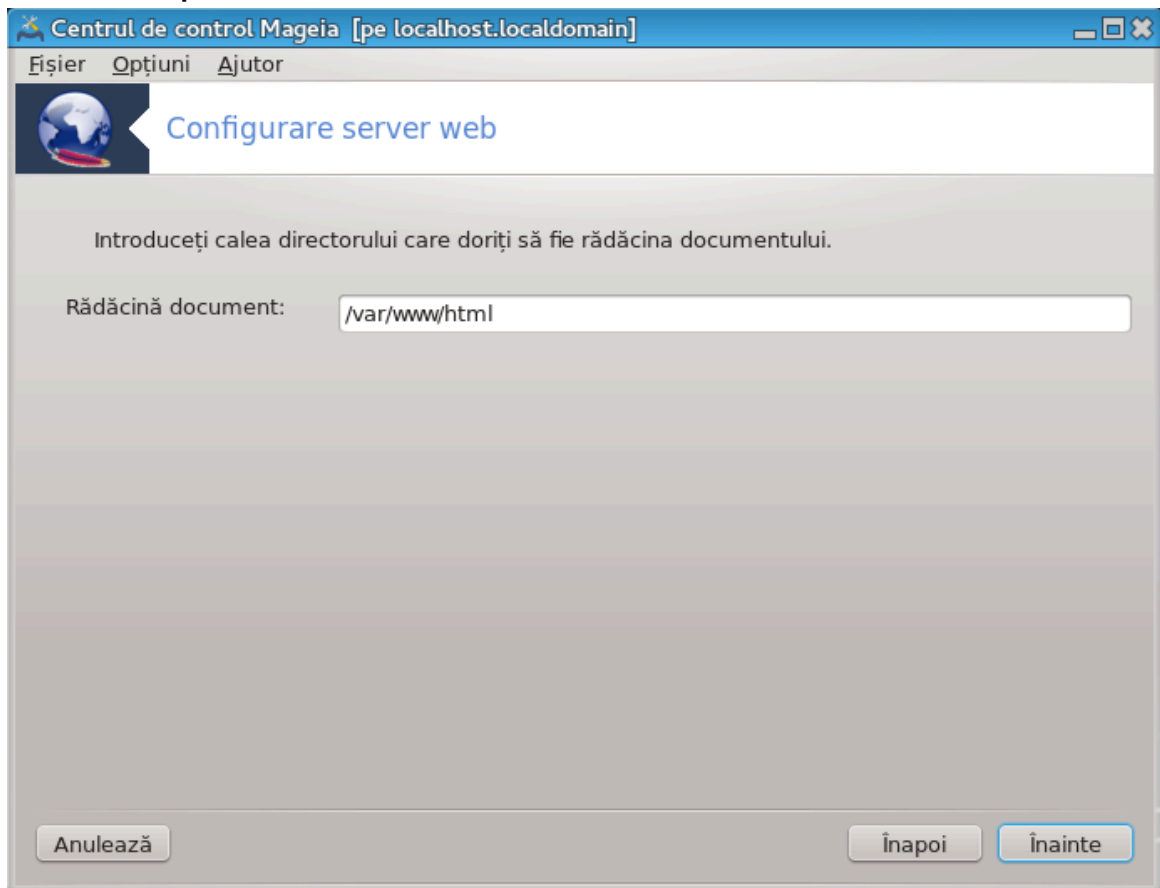 Centrul de control Mageia [pe localhost.localdomain]
Fișier Opțiuni Ajutor
Configurare server web
Introduceți calea directorului care doriți să fie rădăcina documentului.
Rădăcină document: /var/www/html
Anulează Înapoi Înainte